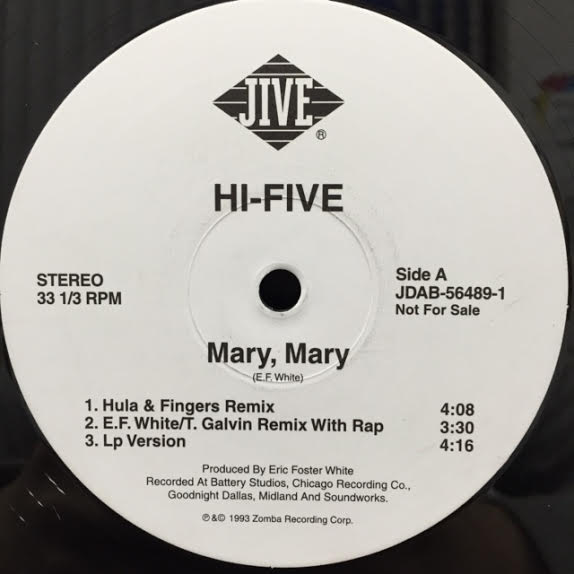 JIVE
®
HI-FIVE
STEREO
33 1/3 RPM
Side A
JDAB-56489-1
Not For Sale
Mary, Mary
(E.F. White)
1. Hula & Fingers Remix 4:08
2. E.F. White/T. Galvin Remix With Rap 3:30
3. Lp Version 4:16
Produced By Eric Foster White
Recorded At Battery Studios, Chicago Recording Co.,
Goodnight Dallas, Midland And Soundworks.
℗ & © 1993 Zomba Recording Corp.